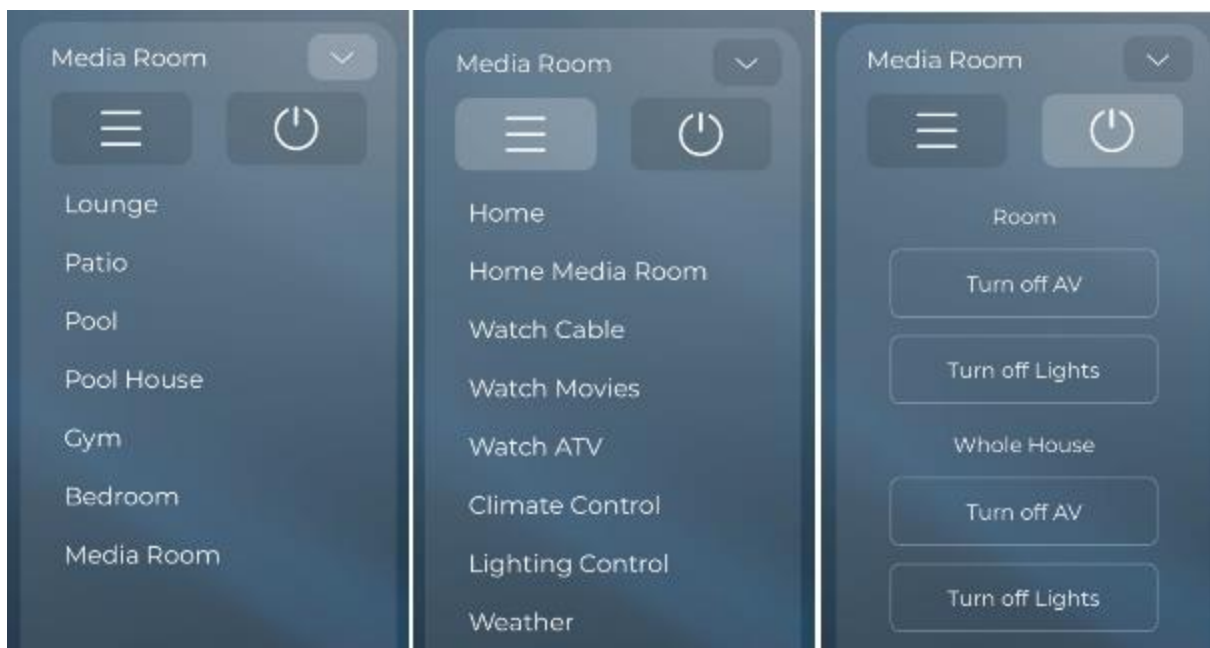 Media Room
Lounge
Patio
Pool
Pool House
Gym
Bedroom
Media Room
Media Room
Home
Home Media Room
Watch Cable
Watch Movies
Watch ATV
Climate Control
Lighting Control
Weather
Media Room
Room
Turn off AV
Turn off Lights
Whole House
Turn off AV
Turn off Lights